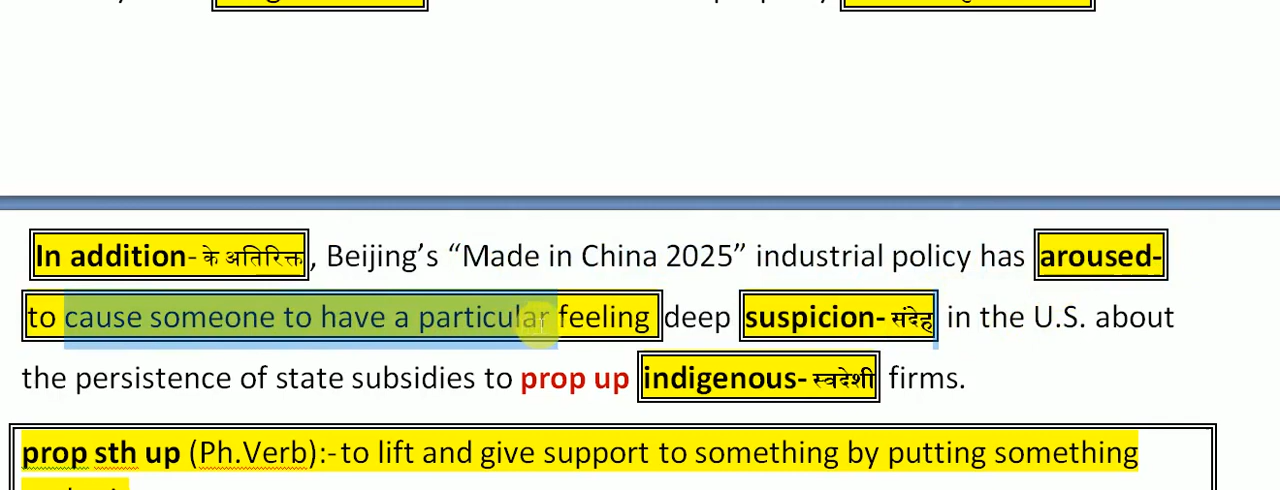 In addition- के अतिरिक्त, Beijing’s “Made in China 2025” industrial policy has aroused-
to cause someone to have a particular feeling deep suspicion- संदेह in the U.S. about
the persistence of state subsidies to prop up indigenous- स्वदेशी firms.
prop sth up (Ph.Verb):-to lift and give support to something by putting something